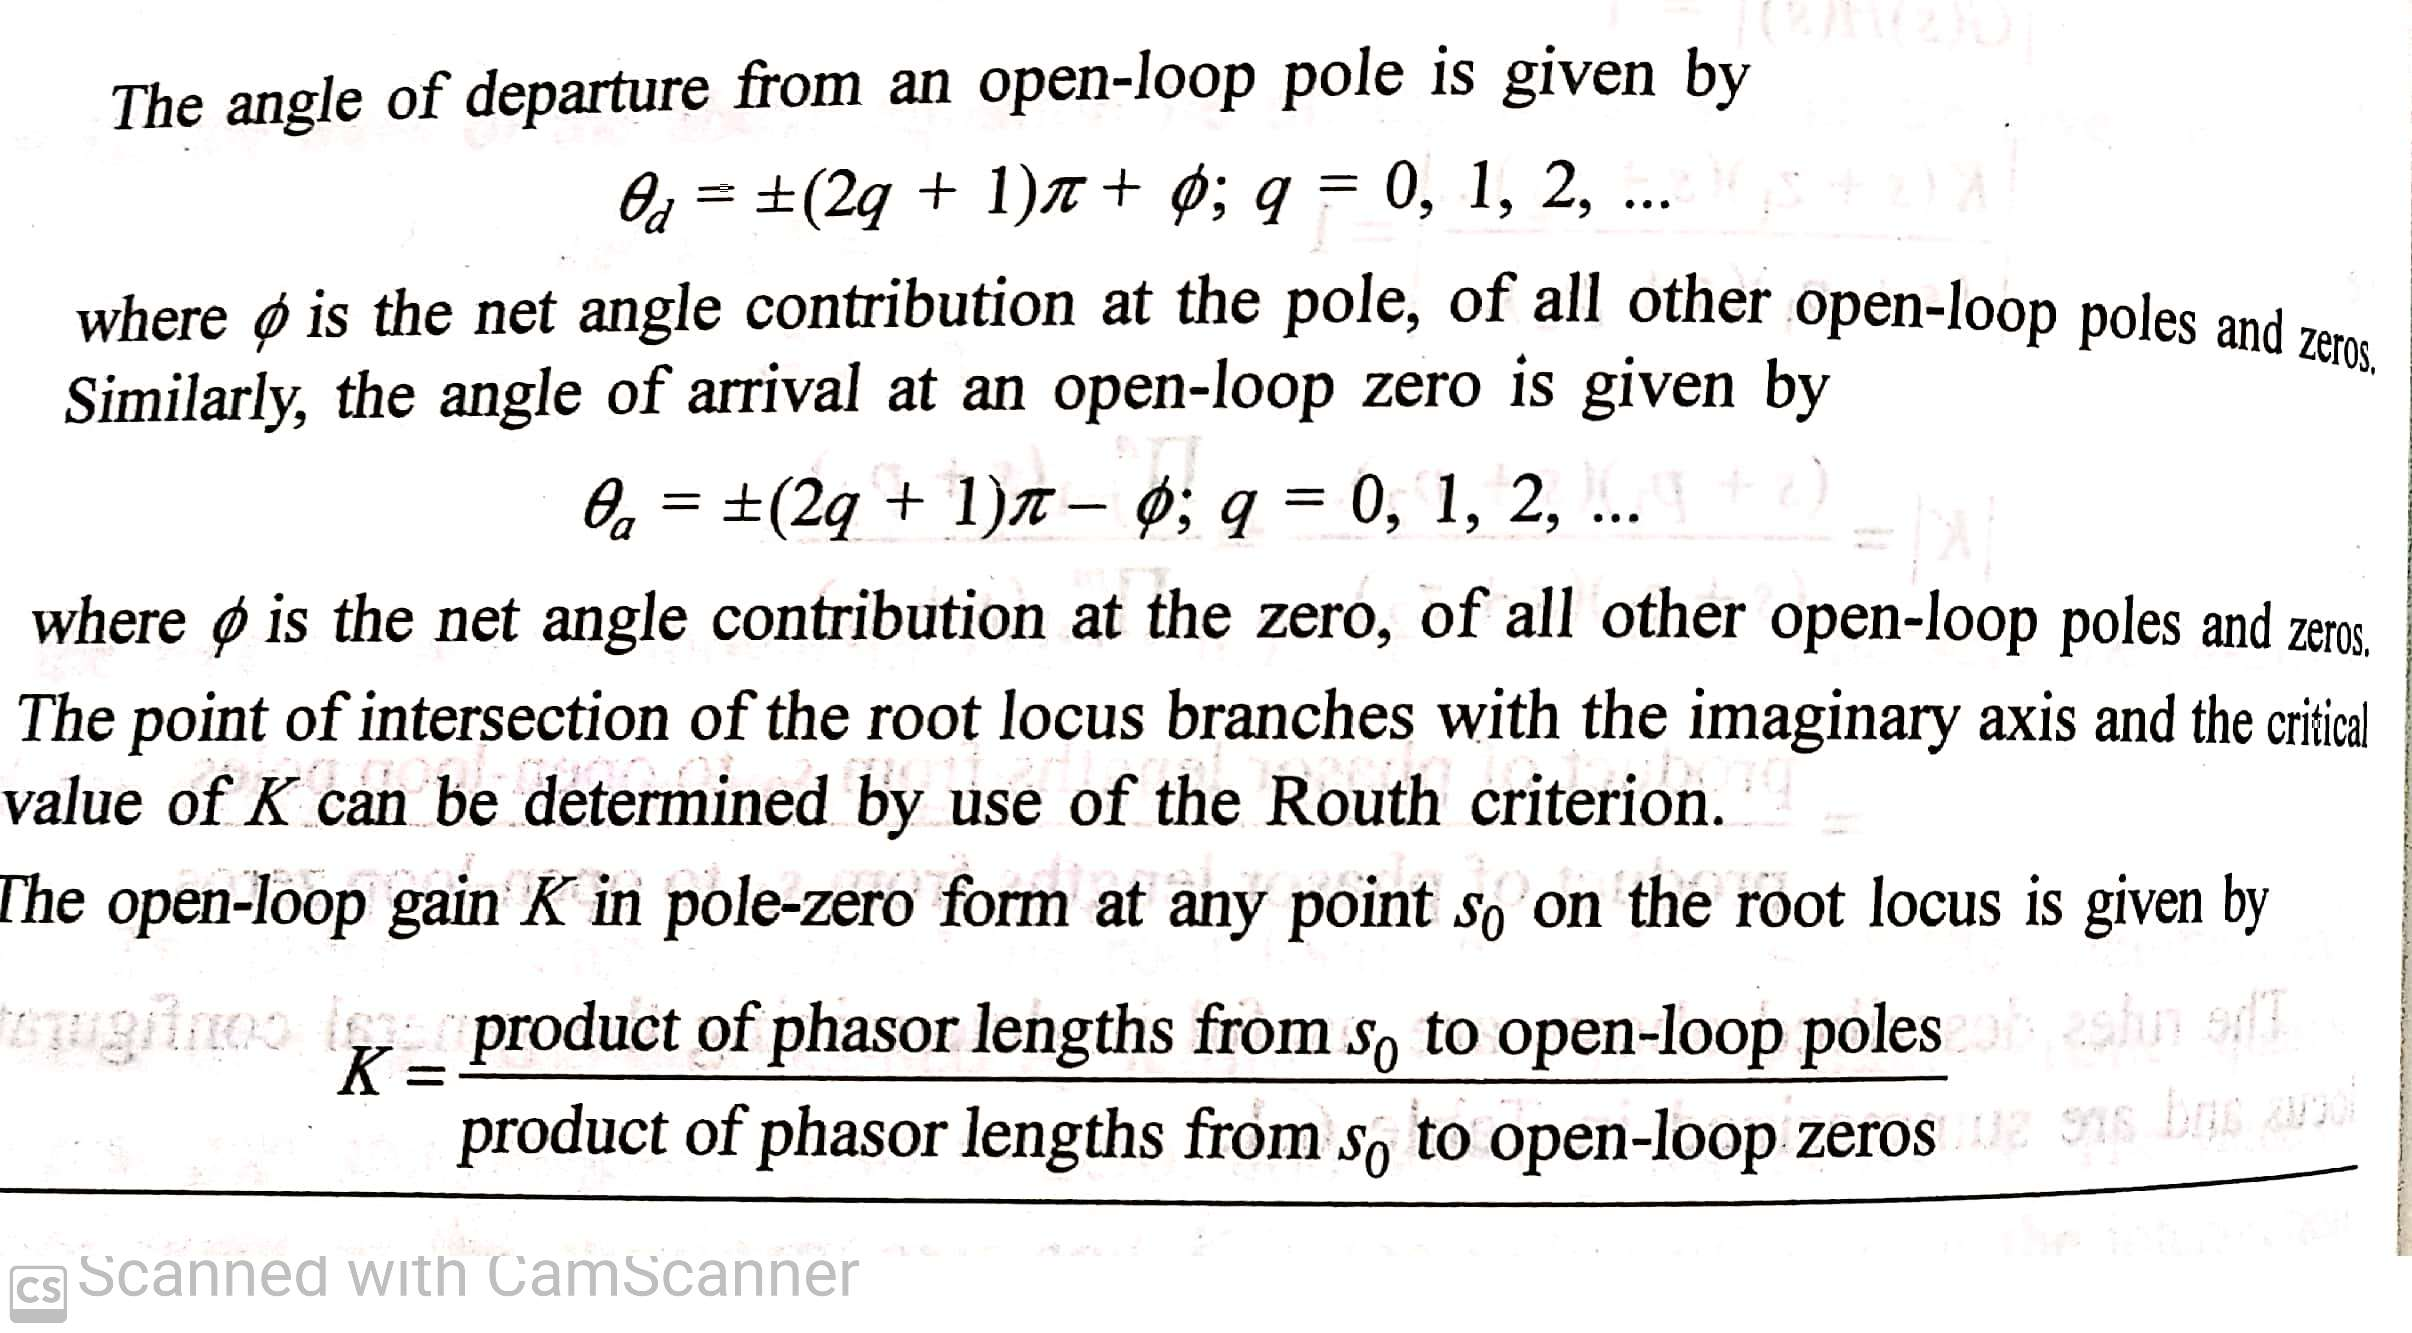 The angle of departure from an open-loop pole is given by
θd = ±(2q + 1)π + ϕ; q = 0, 1, 2, ...
where ϕ is the net angle contribution at the pole, of all other open-loop poles and zeros.
Similarly, the angle of arrival at an open-loop zero is given by
θa = ±(2q + 1)π – ϕ; q = 0, 1, 2, ...
where ϕ is the net angle contribution at the zero, of all other open-loop poles and zeros.
The point of intersection of the root locus branches with the imaginary axis and the critical
value of K can be determined by use of the Routh criterion.
The open-loop gain K in pole-zero form at any point s0 on the root locus is given by
K = product of phasor lengths from s0 to open-loop poles
product of phasor lengths from s0 to open-loop zeros
CS Scanned with CamScanner